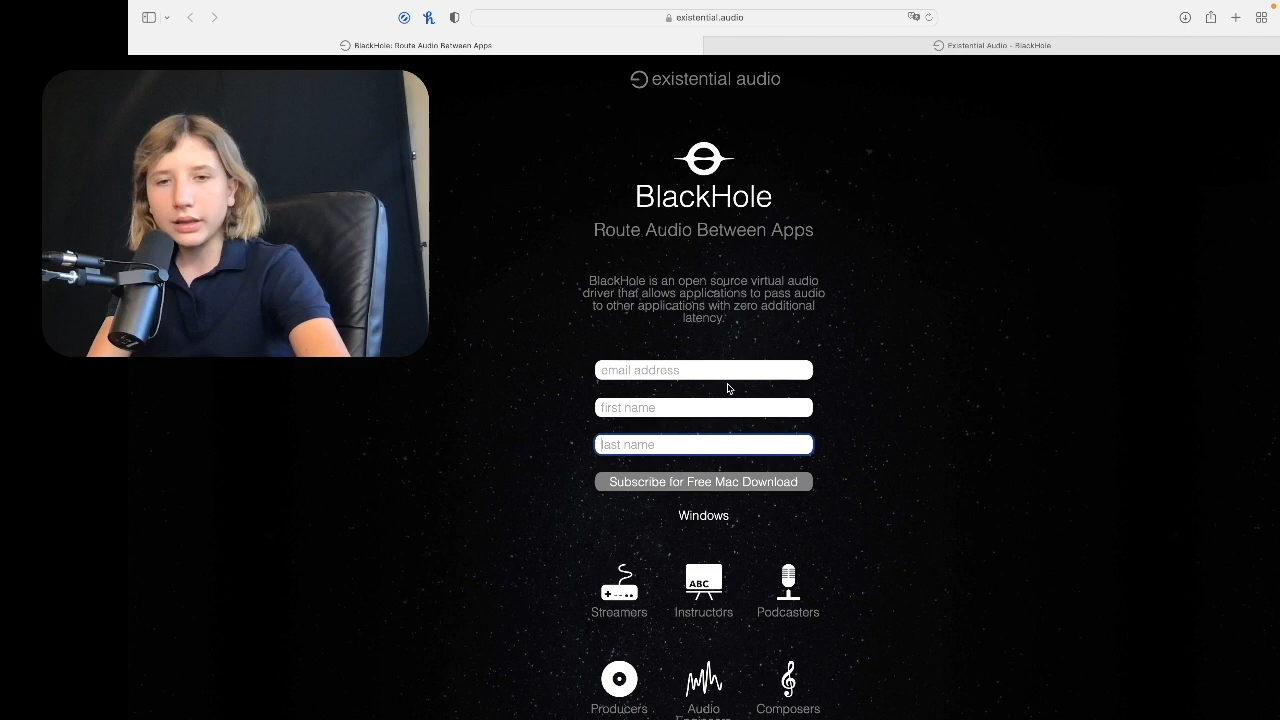 existential.audio
BlackHole: Route Audio Between Apps
Existential Audio - BlackHole
existential audio
BlackHole
Route Audio Between Apps
BlackHole is an open source virtual audio
driver that allows applications to pass audio
to other applications with zero additional
latency.
email address
first name
last name
Subscribe for Free Mac Download
Windows
ABC
Streamers
Instructors
Podcasters
Producers
Audio
Engineers
Composers